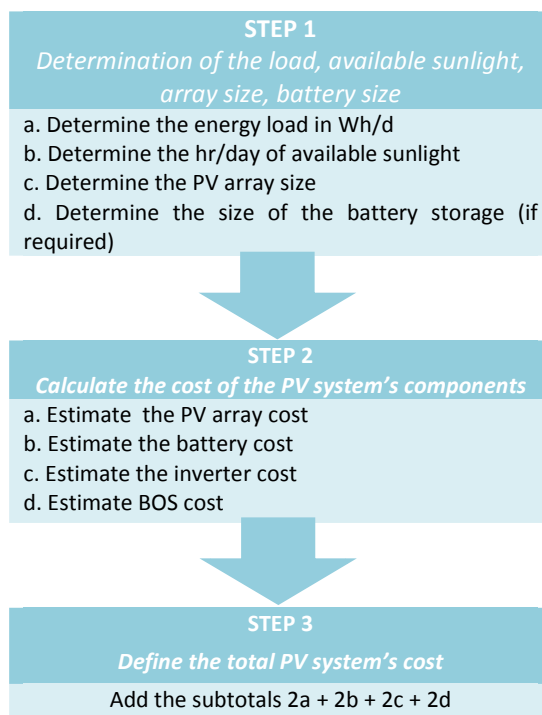 STEP 1
Determination of the load, available sunlight,
array size, battery size
a. Determine the energy load in Wh/d
b. Determine the hr/day of available sunlight
c. Determine the PV array size
d. Determine the size of the battery storage (if
required)
STEP 2
Calculate the cost of the PV system's components
a. Estimate the PV array cost
b. Estimate the battery cost
c. Estimate the inverter cost
d. Estimate BOS cost
STEP 3
Define the total PV system's cost
Add the subtotals 2a + 2b + 2c + 2d